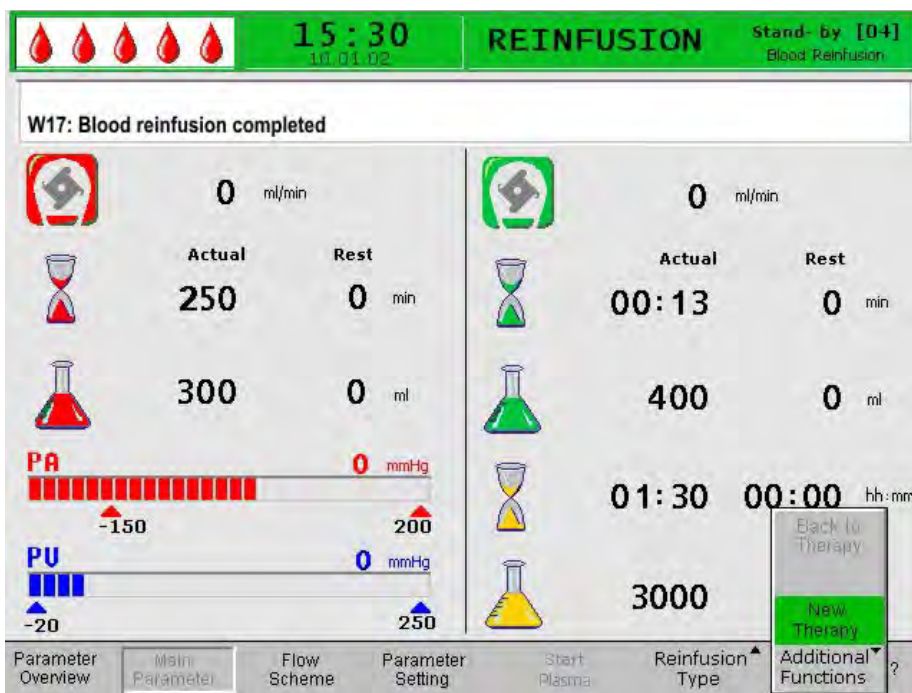 15:30
10.01.02
REINFUSION
Stand-by [04]
Blood Reinfusion
W17: Blood reinfusion completed
0 ml/min
Actual Rest
250 0 min
300 0 ml
PA 0 mmHg
-150 200
PV 0 mmHg
-20 250
0 ml/min
Actual Rest
00:13 0 min
400 0 ml
01:30 00:00 hh:mm
3000
Back to
Therapy
New
Therapy
Parameter
Overview
Main
Parameter
Flow
Scheme
Parameter
Setting
Start
Plasma
Reinfusion
Type
Additional
Functions
?